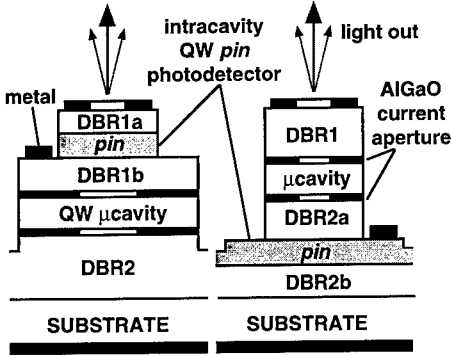 intracavity
QW pin
photodetector
light out
metal
AlGaO
current
aperture
DBR1a
pin
DBR1b
QW μcavity
DBR2
SUBSTRATE
DBR1
μcavity
DBR2a
pin
DBR2b
SUBSTRATE